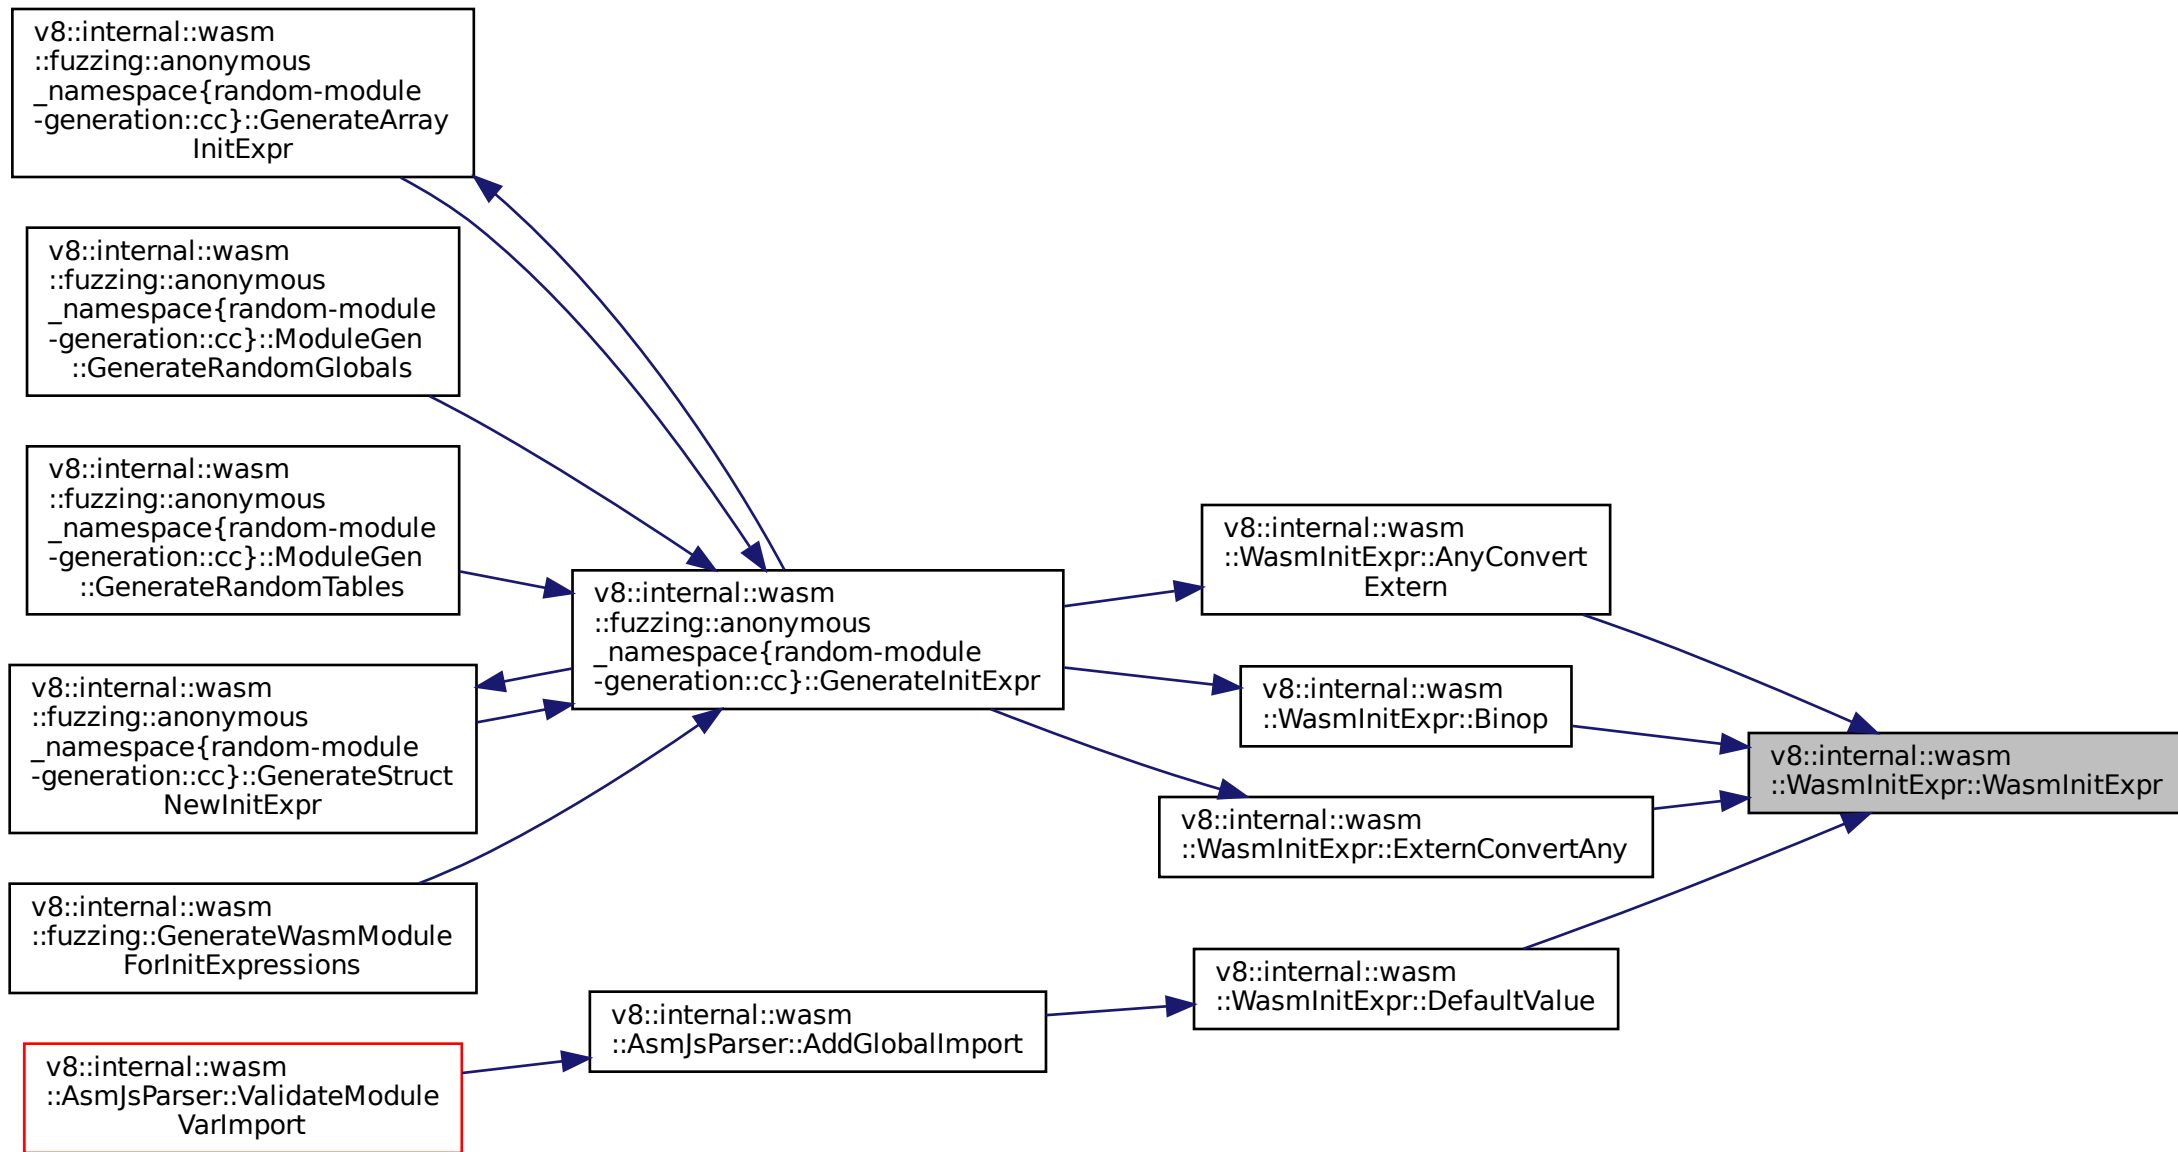 v8::internal::wasm
::fuzzing::anonymous
_namespace{random-module
-generation::cc}::GenerateArray
InitExpr
v8::internal::wasm
::fuzzing::anonymous
_namespace{random-module
-generation::cc}::ModuleGen
::GenerateRandomGlobals
v8::internal::wasm
::fuzzing::anonymous
_namespace{random-module
-generation::cc}::ModuleGen
::GenerateRandomTables
v8::internal::wasm
::fuzzing::anonymous
_namespace{random-module
-generation::cc}::GenerateStruct
NewInitExpr
v8::internal::wasm
::fuzzing::GenerateWasmModule
ForInitExpressions
v8::internal::wasm
::AsmJsParser::ValidateModule
VarImport
v8::internal::wasm
::fuzzing::anonymous
_namespace{random-module
-generation::cc}::GenerateInitExpr
v8::internal::wasm
::AsmJsParser::AddGlobalImport
v8::internal::wasm
::WasmInitExpr::AnyConvert
Extern
v8::internal::wasm
::WasmInitExpr::Binop
v8::internal::wasm
::WasmInitExpr::ExternConvertAny
v8::internal::wasm
::WasmInitExpr::DefaultValue
v8::internal::wasm
::WasmInitExpr::WasmInitExpr